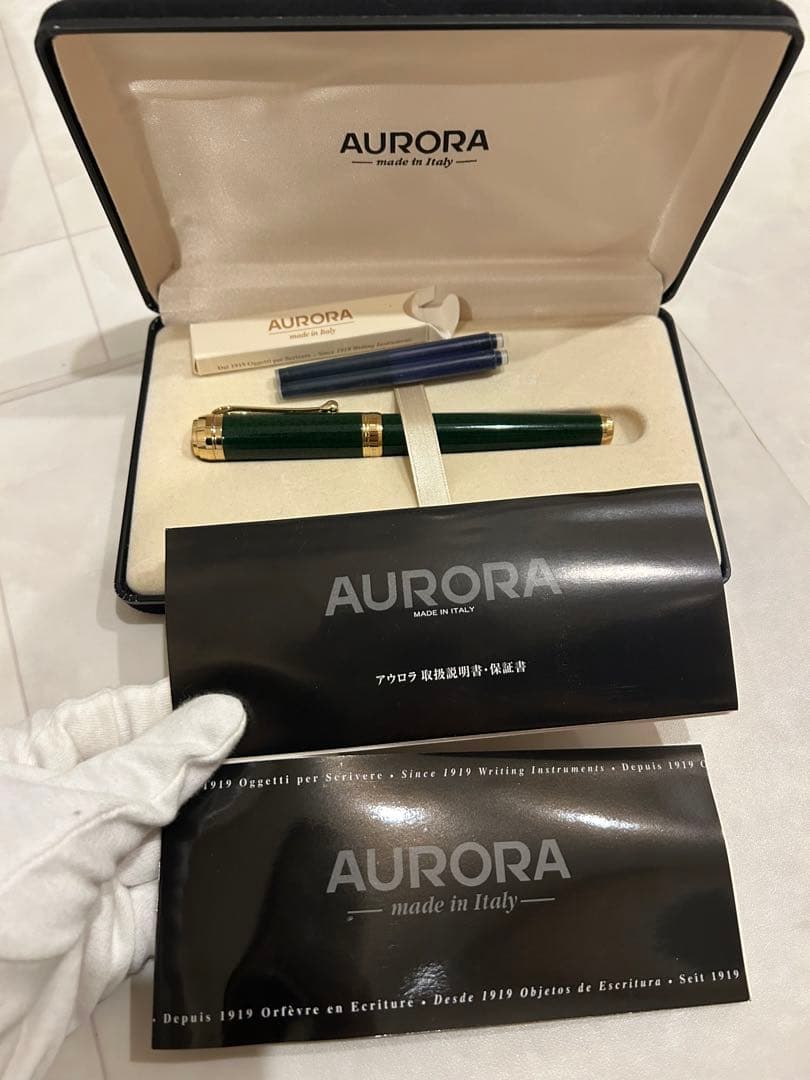 AURORA
made in Italy
AURORA
made in Italy
Dal 1919 Oggetti per Scrivere - Since 1919 Writing Instruments
AURORA
MADE IN ITALY
アウロラ 取扱説明書・保証書
1919 Oggetti per Scrivere • Since 1919 Writing Instruments • Depuis 1919 O
AURORA
made in Italy
• Depuis 1919 Orfèvre en Ecriture • Desde 1919 Objetos de Escritura • Seit 1919